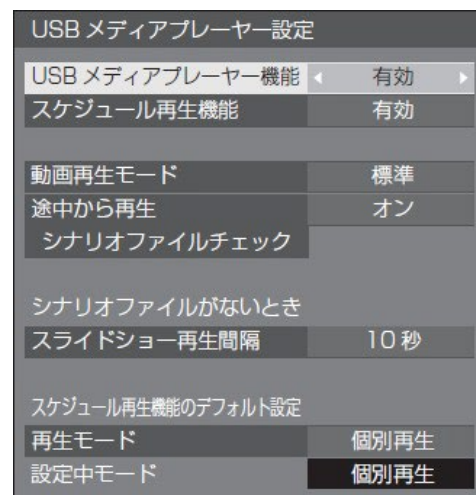 USB メディアプレーヤー設定
USB メディアプレーヤー機能 有効
スケジュール再生機能 有効
動画再生モード 標準
途中から再生 オン
シナリオファイルチェック
シナリオファイルがないとき
スライドショー再生間隔 10 秒
スケジュール再生機能のデフォルト設定
再生モード 個別再生
設定中モード 個別再生